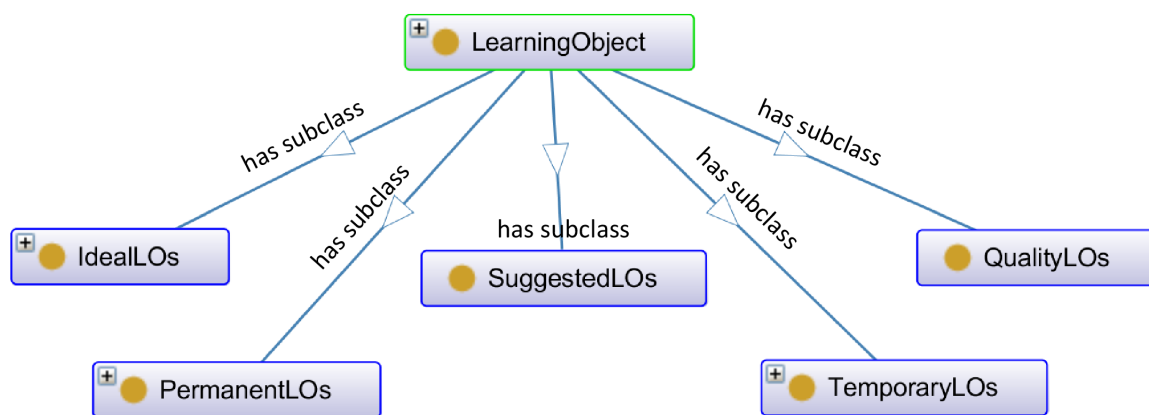 LearningObject
has subclass
has subclass
has subclass
has subclass
has subclass
IdealLOs
SuggestedLOs
QualityLOs
PermanentLOs
TemporaryLOs